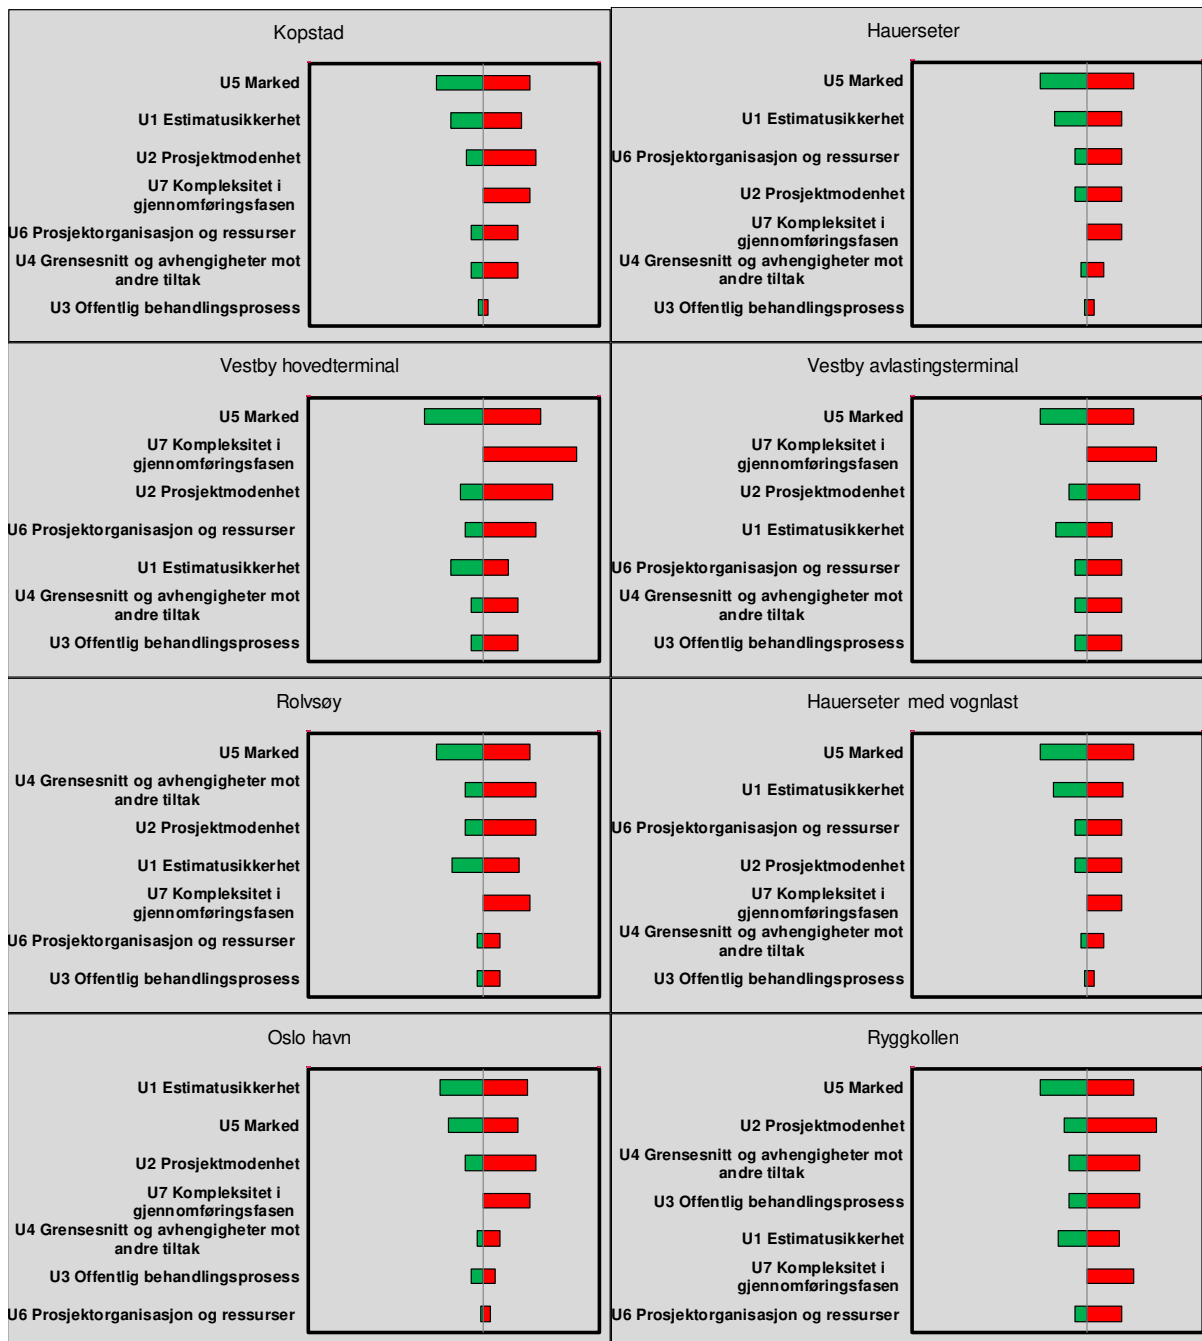 Kopstad
U5 Marked
U1 Estimatusikkerhet
U2 Prosjektmodenhet
U7 Kompleksitet i
gjennomføringsfasen
U6 Prosjektorganisasjon og ressurser
U4 Grensesnitt og avhengigheter mot
andre tiltak
U3 Offentlig behandlingsprosess
Hauerseter
U5 Marked
U1 Estimatusikkerhet
U6 Prosjektorganisasjon og ressurser
U2 Prosjektmodenhet
U7 Kompleksitet i
gjennomføringsfasen
U4 Grensesnitt og avhengigheter mot
andre tiltak
U3 Offentlig behandlingsprosess
Vestby hovedterminal
U5 Marked
U7 Kompleksitet i
gjennomføringsfasen
U2 Prosjektmodenhet
U6 Prosjektorganisasjon og ressurser
U1 Estimatusikkerhet
U4 Grensesnitt og avhengigheter mot
andre tiltak
U3 Offentlig behandlingsprosess
Vestby avlastingsterminal
U5 Marked
U7 Kompleksitet i
gjennomføringsfasen
U2 Prosjektmodenhet
U1 Estimatusikkerhet
U6 Prosjektorganisasjon og ressurser
U4 Grensesnitt og avhengigheter mot
andre tiltak
U3 Offentlig behandlingsprosess
Rolvsøy
U5 Marked
U4 Grensesnitt og avhengigheter mot
andre tiltak
U2 Prosjektmodenhet
U1 Estimatusikkerhet
U7 Kompleksitet i
gjennomføringsfasen
U6 Prosjektorganisasjon og ressurser
U3 Offentlig behandlingsprosess
Hauerseter med vognlast
U5 Marked
U1 Estimatusikkerhet
U6 Prosjektorganisasjon og ressurser
U2 Prosjektmodenhet
U7 Kompleksitet i
gjennomføringsfasen
U4 Grensesnitt og avhengigheter mot
andre tiltak
U3 Offentlig behandlingsprosess
Oslo havn
U1 Estimatusikkerhet
U5 Marked
U2 Prosjektmodenhet
U7 Kompleksitet i
gjennomføringsfasen
U4 Grensesnitt og avhengigheter mot
andre tiltak
U3 Offentlig behandlingsprosess
U6 Prosjektorganisasjon og ressurser
Ryggkollen
U5 Marked
U2 Prosjektmodenhet
U4 Grensesnitt og avhengigheter mot
andre tiltak
U3 Offentlig behandlingsprosess
U1 Estimatusikkerhet
U7 Kompleksitet i
gjennomføringsfasen
U6 Prosjektorganisasjon og ressurser